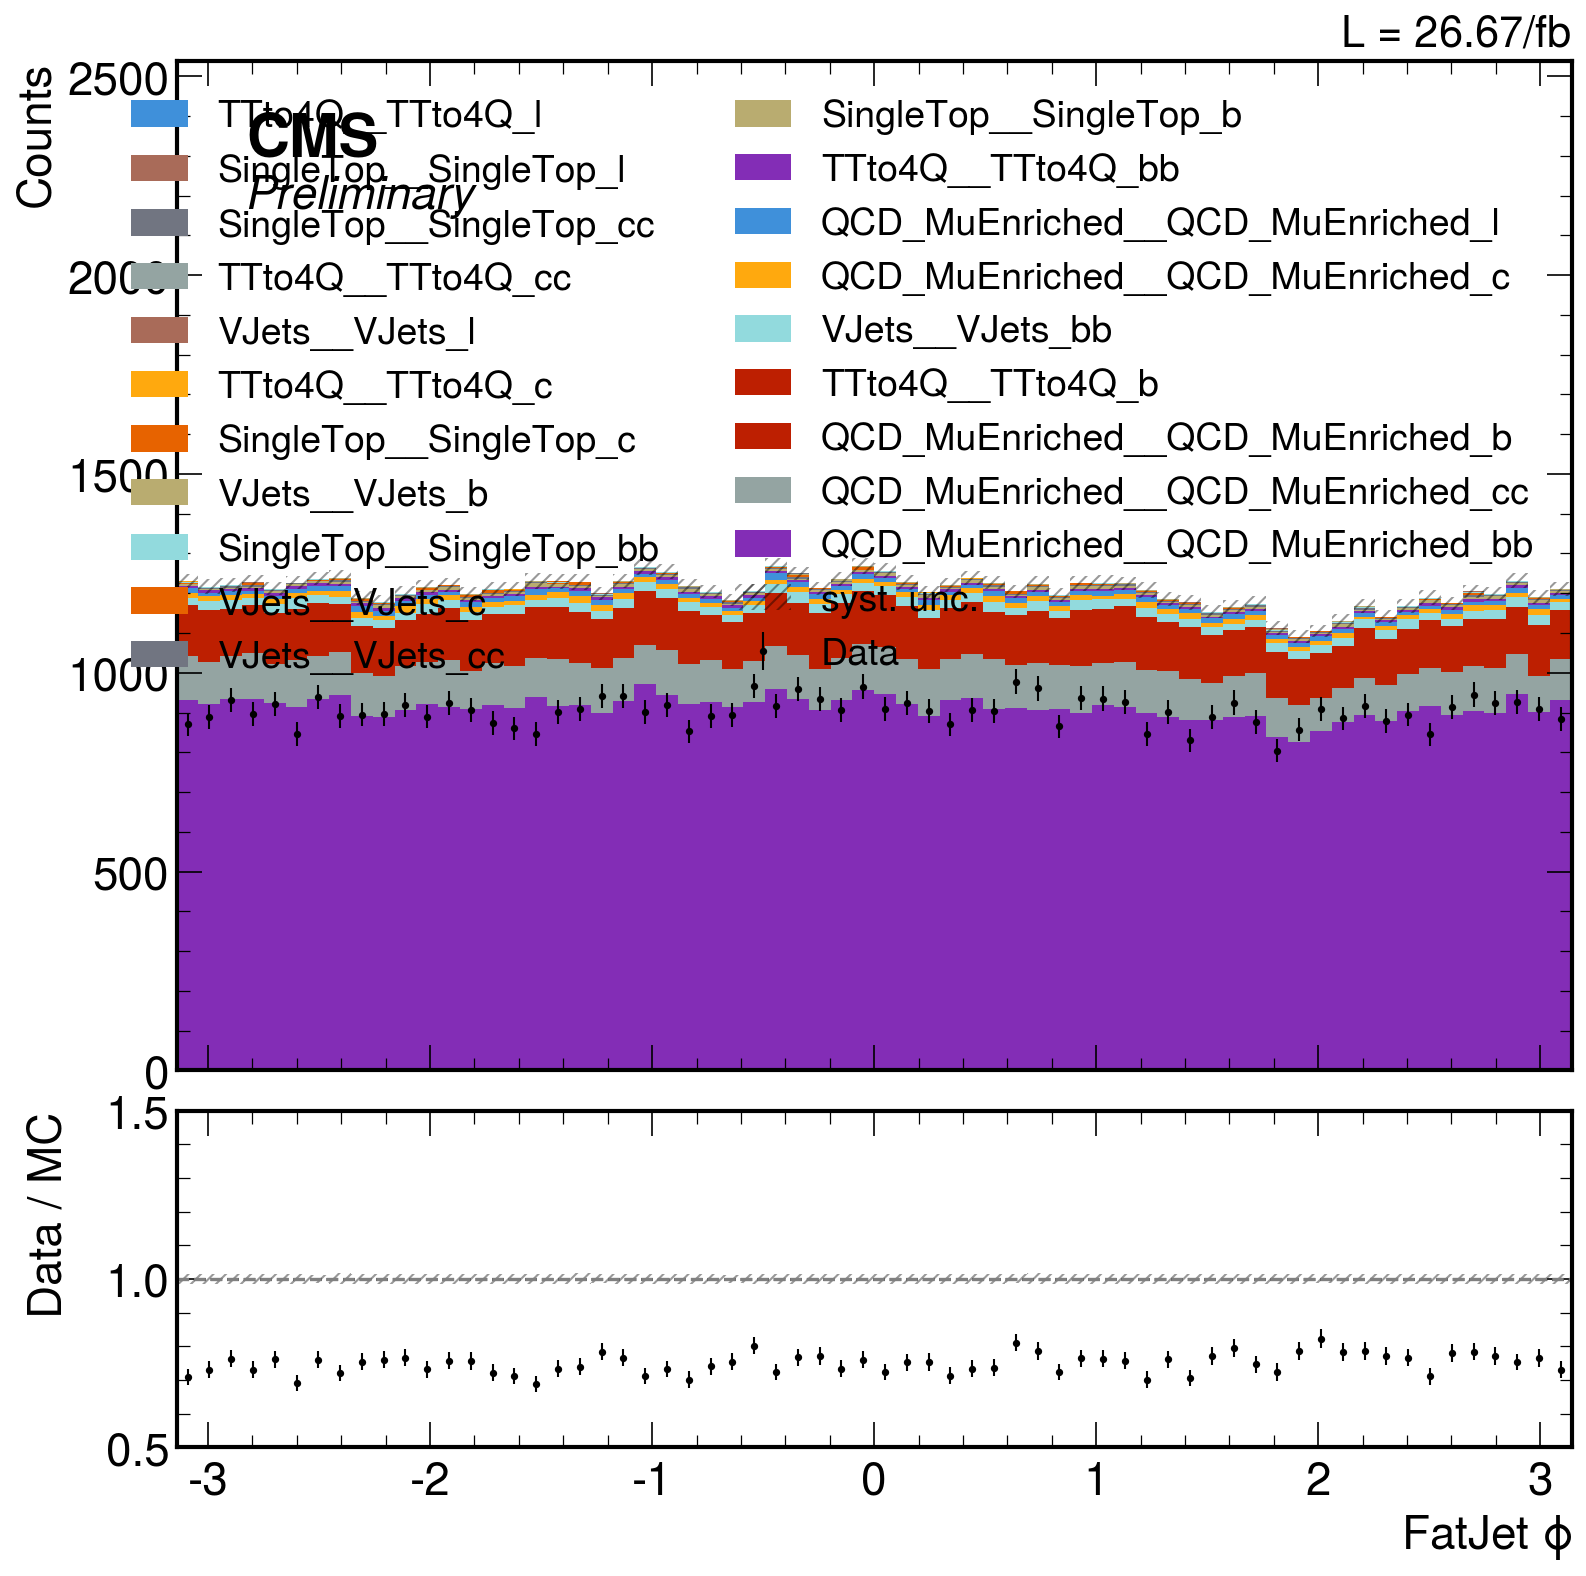 L = 26.67/fb
Counts
2500
2000
1500
1000
500
0
CMS
Preliminary
TTto4Q__TTto4Q_l
SingleTop__SingleTop_l
SingleTop__SingleTop_cc
TTto4Q__TTto4Q_cc
VJets__VJets_l
TTto4Q__TTto4Q_c
SingleTop__SingleTop_c
VJets__VJets_b
SingleTop__SingleTop_bb
VJets__VJets_c
VJets__VJets_cc
SingleTop__SingleTop_b
TTto4Q__TTto4Q_bb
QCD_MuEnriched__QCD_MuEnriched_l
QCD_MuEnriched__QCD_MuEnriched_c
VJets__VJets_bb
TTto4Q__TTto4Q_b
QCD_MuEnriched__QCD_MuEnriched_b
QCD_MuEnriched__QCD_MuEnriched_cc
QCD_MuEnriched__QCD_MuEnriched_bb
syst. unc.
Data
Data / MC
1.5
1.0
0.5
-3 -2 -1 0 1 2 3
FatJet ϕ